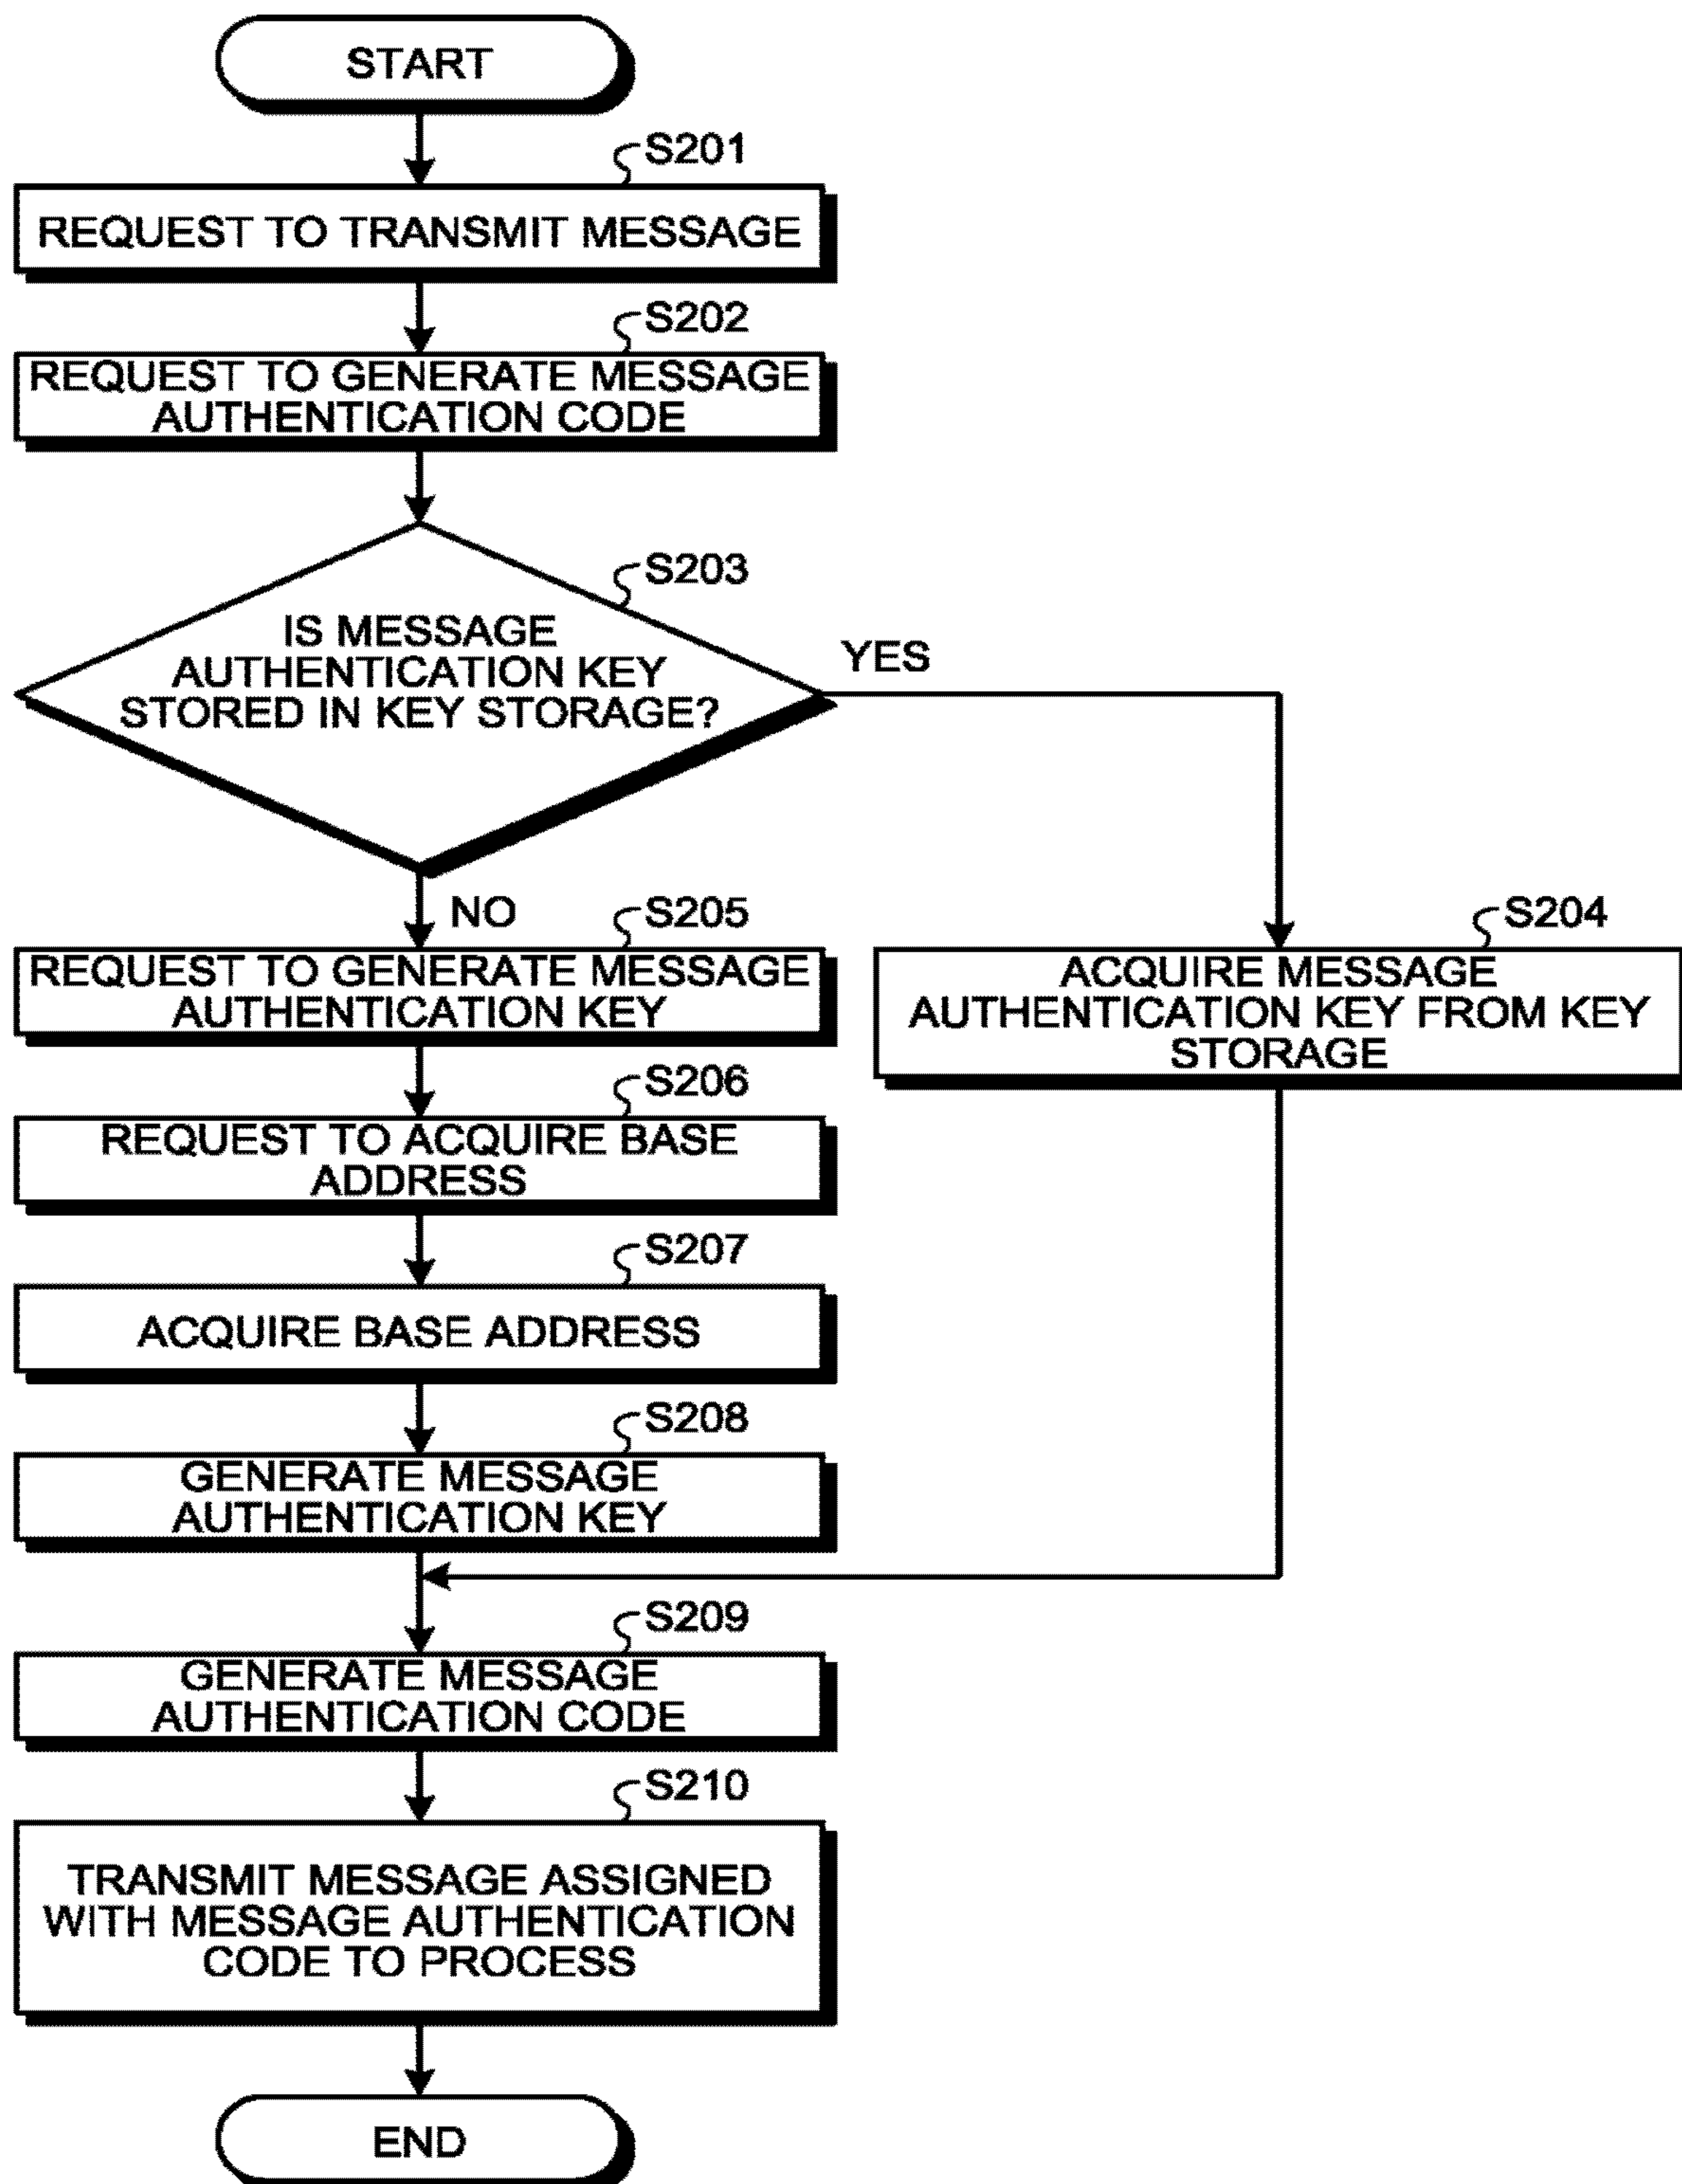 START
S201
REQUEST TO TRANSMIT MESSAGE
S202
REQUEST TO GENERATE MESSAGE
AUTHENTICATION CODE
S203
IS MESSAGE
AUTHENTICATION KEY
STORED IN KEY STORAGE?
YES
NO
S205
REQUEST TO GENERATE MESSAGE
AUTHENTICATION KEY
S204
ACQUIRE MESSAGE
AUTHENTICATION KEY FROM KEY
STORAGE
S206
REQUEST TO ACQUIRE BASE
ADDRESS
S207
ACQUIRE BASE ADDRESS
S208
GENERATE MESSAGE
AUTHENTICATION KEY
S209
GENERATE MESSAGE
AUTHENTICATION CODE
S210
TRANSMIT MESSAGE ASSIGNED
WITH MESSAGE AUTHENTICATION
CODE TO PROCESS
END